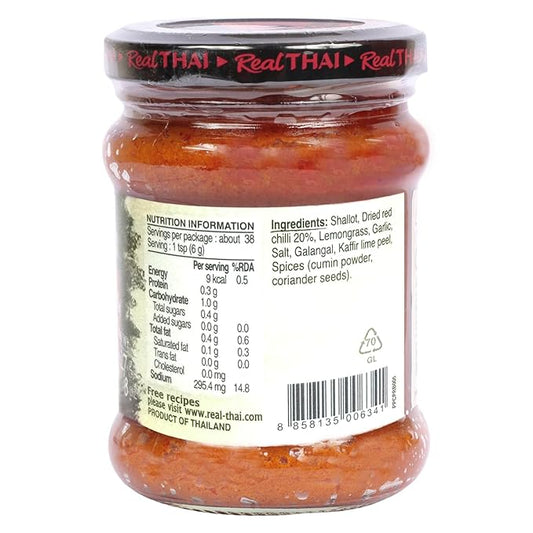 Real THAI ▶ Real THAI ▶ Real THAI
NUTRITION INFORMATION
Servings per package : about 38
Serving : 1 tsp (6 g)
Per serving %RDA
Energy 9 kcal 0.5
Protein 0.3 g
Carbohydrate 1.0 g
Total sugars 0.4 g
Added sugars 0.0 g 0.0
Total fat 0.4 g 0.6
Saturated fat 0.1 g 0.3
Trans fat 0.0 g 0.0
Cholesterol 0.0 mg
Sodium 295.4 mg 14.8
Free recipes
please visit www.real-thai.com
PRODUCT OF THAILAND
Ingredients: Shallot, Dried red
chilli 20%, Lemongrass, Garlic,
Salt, Galangal, Kaffir lime peel,
Spices (cumin powder,
coriander seeds).
70
GL
8 858135 006341